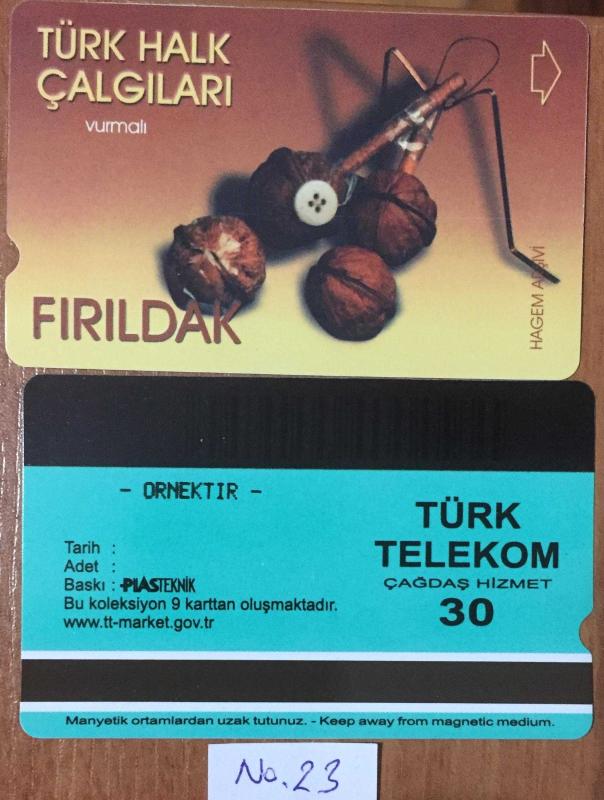 TÜRK HALK
ÇALGILARI
vurmalı
HAGEM ARŞİVİ
FIRILDAK
- ORNEKTIR -
TÜRK
TELEKOM
ÇAĞDAŞ HİZMET
30
Tarih :
Adet :
Baskı : PLASTEKNİK
Bu koleksiyon 9 karttan oluşmaktadır.
www.tt-market.gov.tr
Manyetik ortamlardan uzak tutunuz. - Keep away from magnetic medium.
No. 23